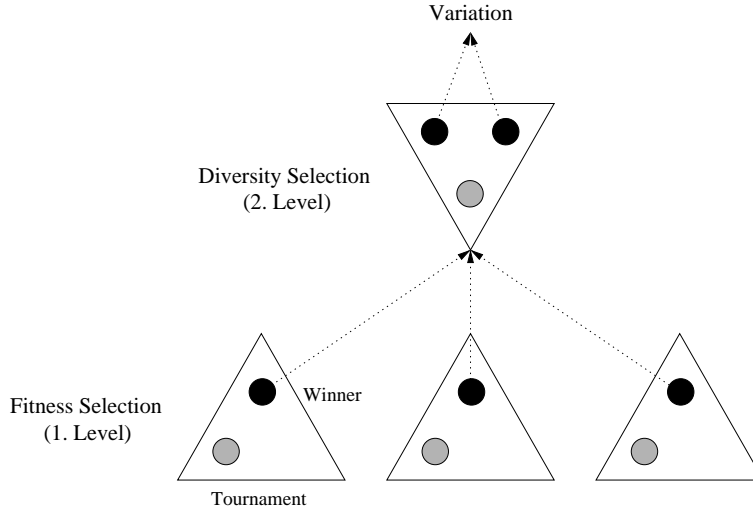 Variation
Diversity Selection
(2. Level)
Winner
Fitness Selection
(1. Level)
Tournament